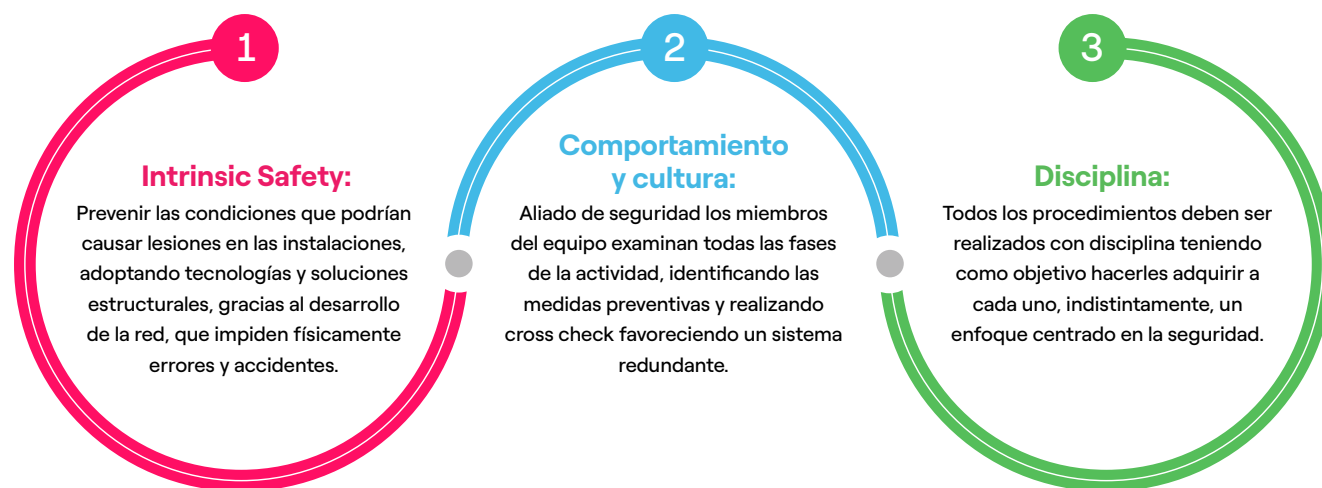 1
Intrinsic Safety:
Prevenir las condiciones que podrían
causar lesiones en las instalaciones,
adoptando tecnologías y soluciones
estructurales, gracias al desarrollo
de la red, que impiden físicamente
errores y accidentes.
2
Comportamiento
y cultura:
Aliado de seguridad los miembros
del equipo examinan todas las fases
de la actividad, identificando las
medidas preventivas y realizando
cross check favoreciendo un sistema
redundante.
3
Disciplina:
Todos los procedimientos deben ser
realizados con disciplina teniendo
como objetivo hacerles adquirir a
cada uno, indistintamente, un
enfoque centrado en la seguridad.